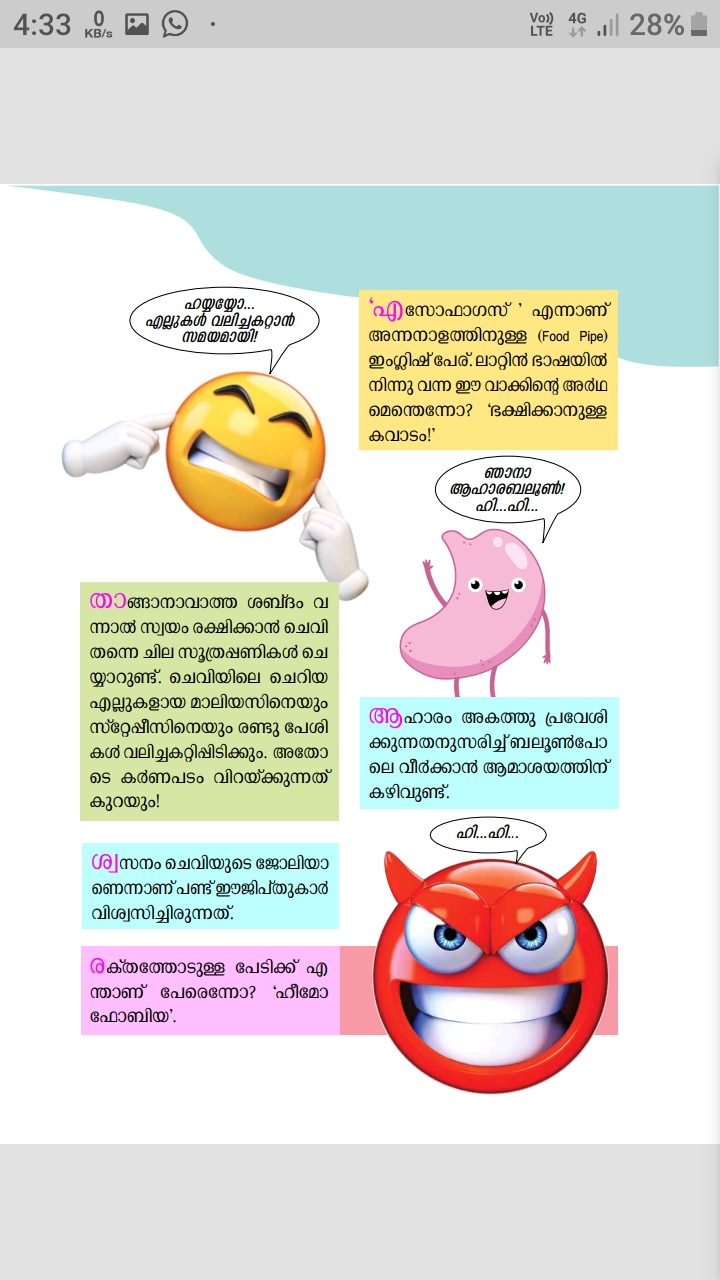 4:33
0
KB/s
Vo))
LTE
4G
28%
ഹയ്യയ്യോ...
എല്ലുകൾ വലിച്ചകറ്റാൻ
സമയമായി!
‘എസോഫാഗസ് ’ എന്നാണ്
അന്നനാളത്തിനുള്ള (Food Pipe)
ഇംഗ്ലിഷ് പേര്. ലാറ്റിൻ ഭാഷയിൽ
നിന്നു വന്ന ഈ വാക്കിന്റെ അർഥ
മെന്തെന്നോ? ‘ഭക്ഷിക്കാനുള്ള
കവാടം!’
ഞാനാ
ആഹാരബലൂൺ!
ഹി...ഹി...
താങ്ങാനാവാത്ത ശബ്ദം വ
ന്നാൽ സ്വയം രക്ഷിക്കാൻ ചെവി
തന്നെ ചില സൂത്രപ്പണികൾ ചെ
യ്യാറുണ്ട്. ചെവിയിലെ ചെറിയ
എല്ലുകളായ മാലിയസിനെയും
സ്റ്റേപ്പീസിനെയും രണ്ടു പേശി
കൾ വലിച്ചകറ്റിപ്പിടിക്കും. അതോ
ടെ കർണപടം വിറയ്ക്കുന്നത്
കുറയും!
ആഹാരം അകത്തു പ്രവേശി
ക്കുന്നതനുസരിച്ച് ബലൂൺപോ
ലെ വീർക്കാൻ ആമാശയത്തിന്
കഴിവുണ്ട്.
ഹി...ഹി...
ശ്വസനം ചെവിയുടെ ജോലിയാ
ണെന്നാണ് പണ്ട് ഈജിപ്തുകാർ
വിശ്വസിച്ചിരുന്നത്.
രക്തത്തോടുള്ള പേടിക്ക് എ
ന്താണ് പേരെന്നോ? ‘ഹീമോ
ഫോബിയ’.